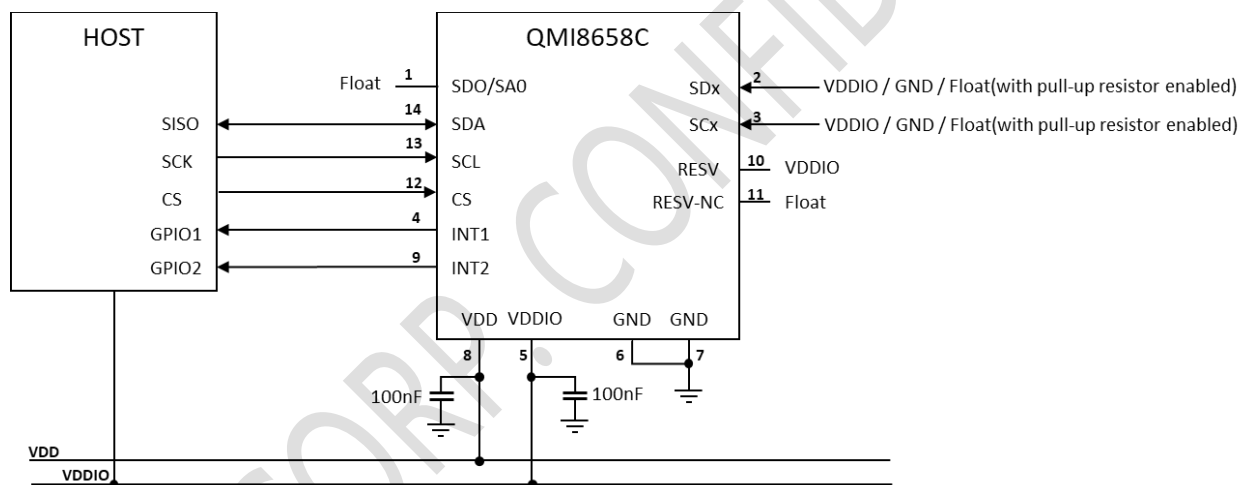 HOST
QMI8658C
Float 1 SDO/SA0
SDx 2 VDDIO / GND / Float(with pull-up resistor enabled)
SISO 14 SDA
SCx 3 VDDIO / GND / Float(with pull-up resistor enabled)
SCK 13 SCL
RESV 10 VDDIO
CS 12 CS
RESV-NC 11 Float
GPIO1 4 INT1
GPIO2 9 INT2
VDD VDDIO GND GND
8 5 6 7
100nF 100nF
VDD
VDDIO
CORP. CONFID